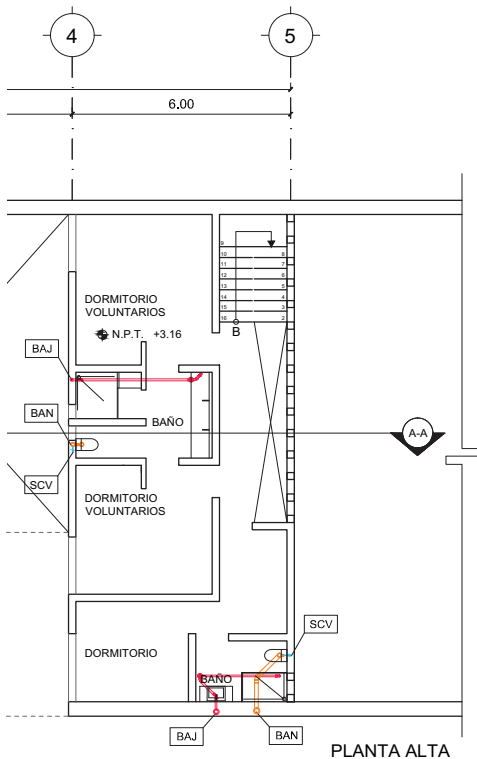 4
5
6.00
9
10
8
11
7
12
6
13
5
14
4
15
3
16
2
B
DORMITORIO
VOLUNTARIOS
N.P.T. +3.16
BAJ
BAÑO
BAN
A-A
SCV
DORMITORIO
VOLUNTARIOS
SCV
DORMITORIO
BAÑO
BAJ
BAN
PLANTA ALTA